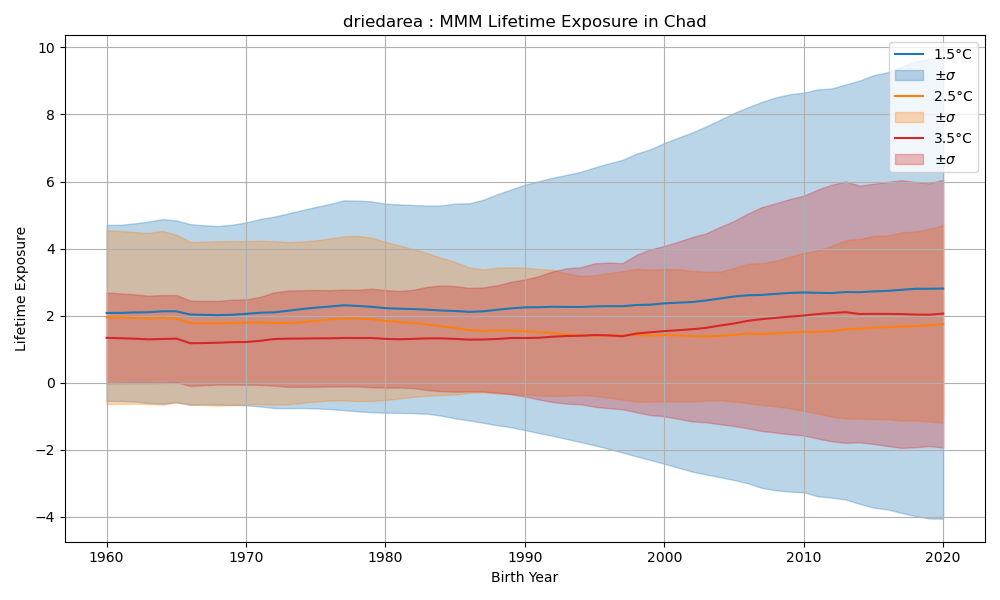 driedarea : MMM Lifetime Exposure in Chad
10
8
6
4
2
0
−2
−4
Lifetime Exposure
1960
1970
1980
1990
2000
2010
2020
Birth Year
1.5°C
±σ
2.5°C
±σ
3.5°C
±σ